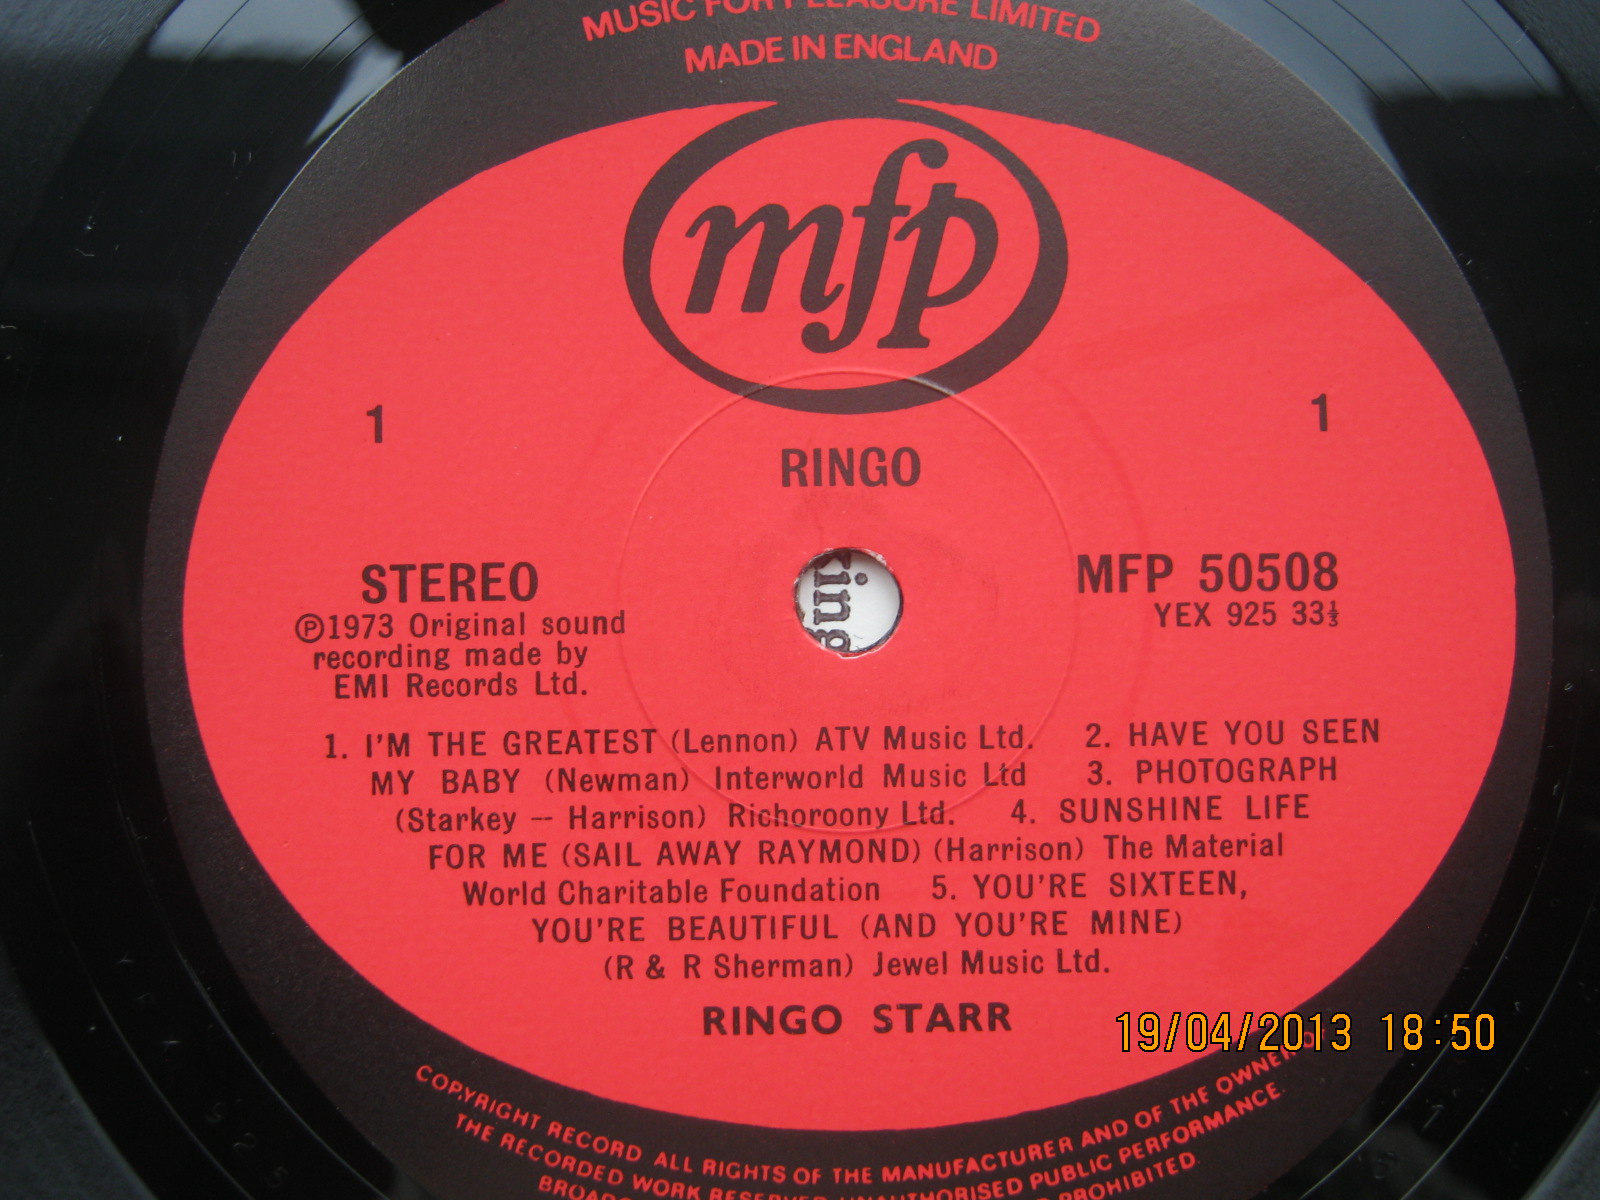 MUSIC FOR PLEASURE LIMITED
MADE IN ENGLAND
mfp
1 1
RINGO
STEREO
Ⓟ1973 Original sound
recording made by
EMI Records Ltd.
MFP 50508
YEX 925 33⅓
ing
1. I'M THE GREATEST (Lennon) ATV Music Ltd. 2. HAVE YOU SEEN
MY BABY (Newman) Interworld Music Ltd 3. PHOTOGRAPH
(Starkey — Harrison) Richoroony Ltd. 4. SUNSHINE LIFE
FOR ME (SAIL AWAY RAYMOND) (Harrison) The Material
World Charitable Foundation 5. YOU'RE SIXTEEN,
YOU'RE BEAUTIFUL (AND YOU'RE MINE)
(R & R Sherman) Jewel Music Ltd.
RINGO STARR
19/04/2013 18:50
COPYRIGHT RECORD ALL RIGHTS OF THE MANUFACTURER AND OF THE OWNER OF
THE RECORDED WORK RESERVED UNAUTHORISED PUBLIC PERFORMANCE.
PROHIBITED.